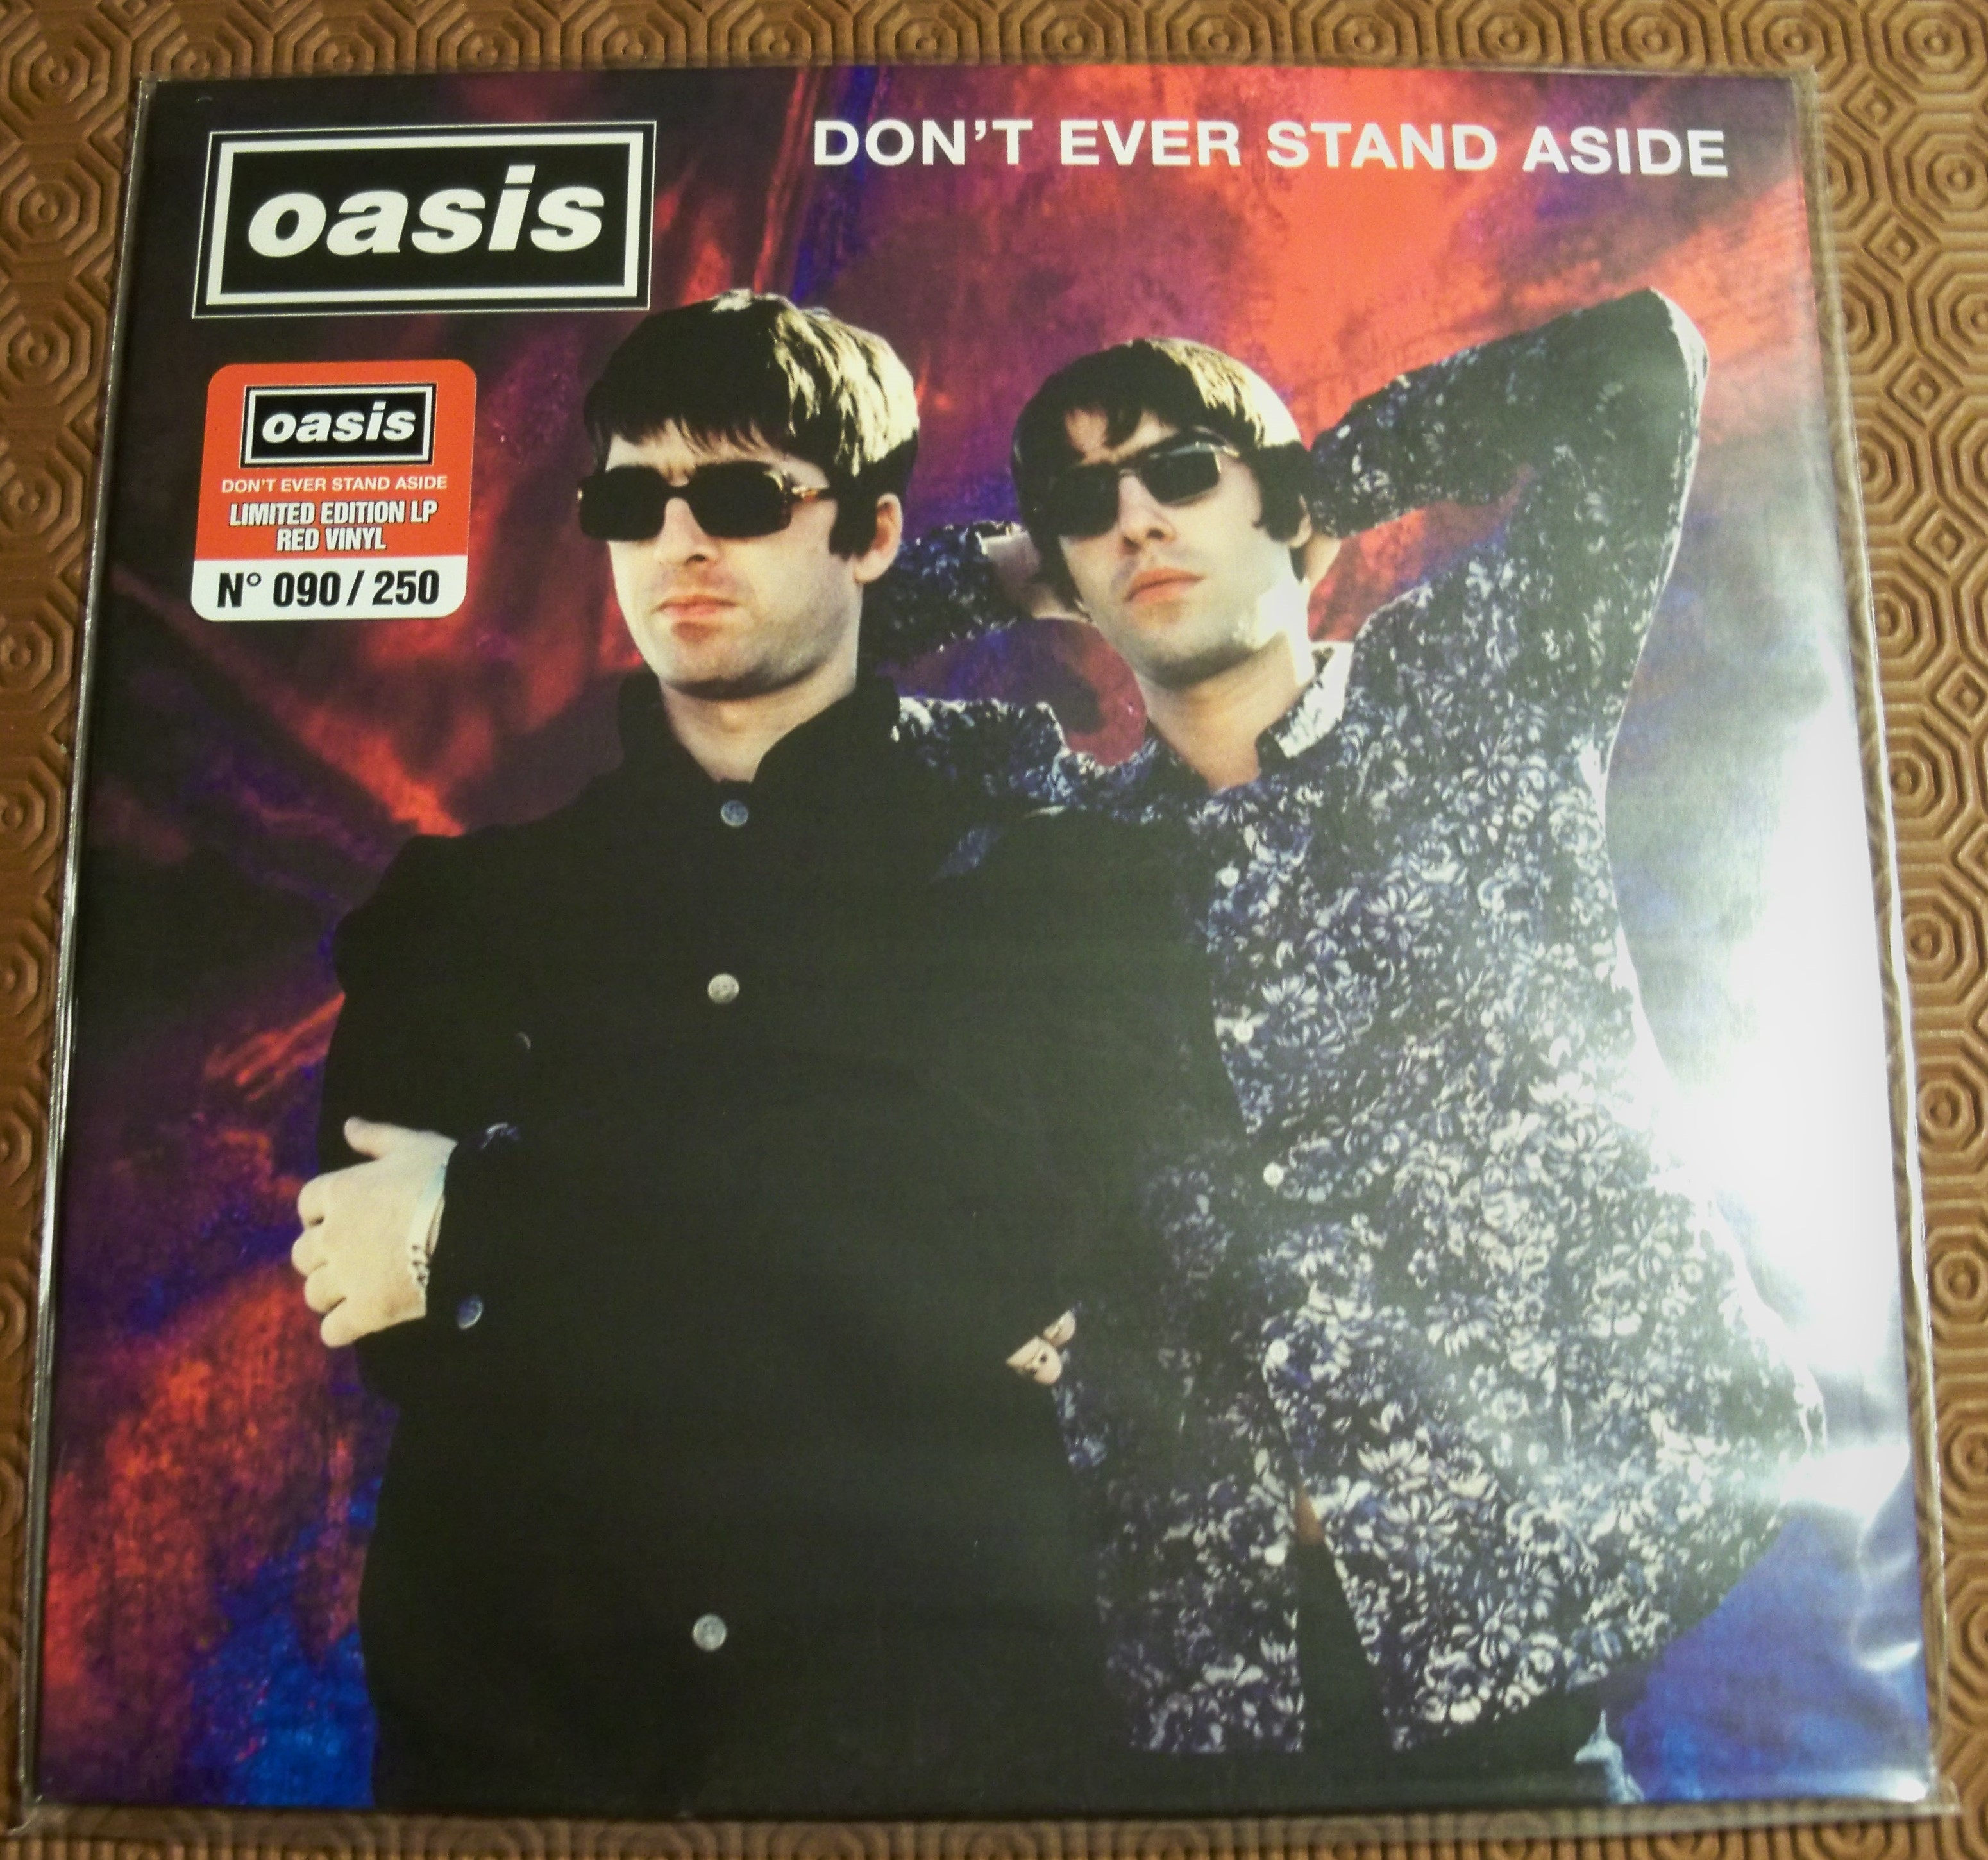 oasis
DON'T EVER STAND ASIDE
oasis
DON'T EVER STAND ASIDE
LIMITED EDITION LP
RED VINYL
N° 090 / 250